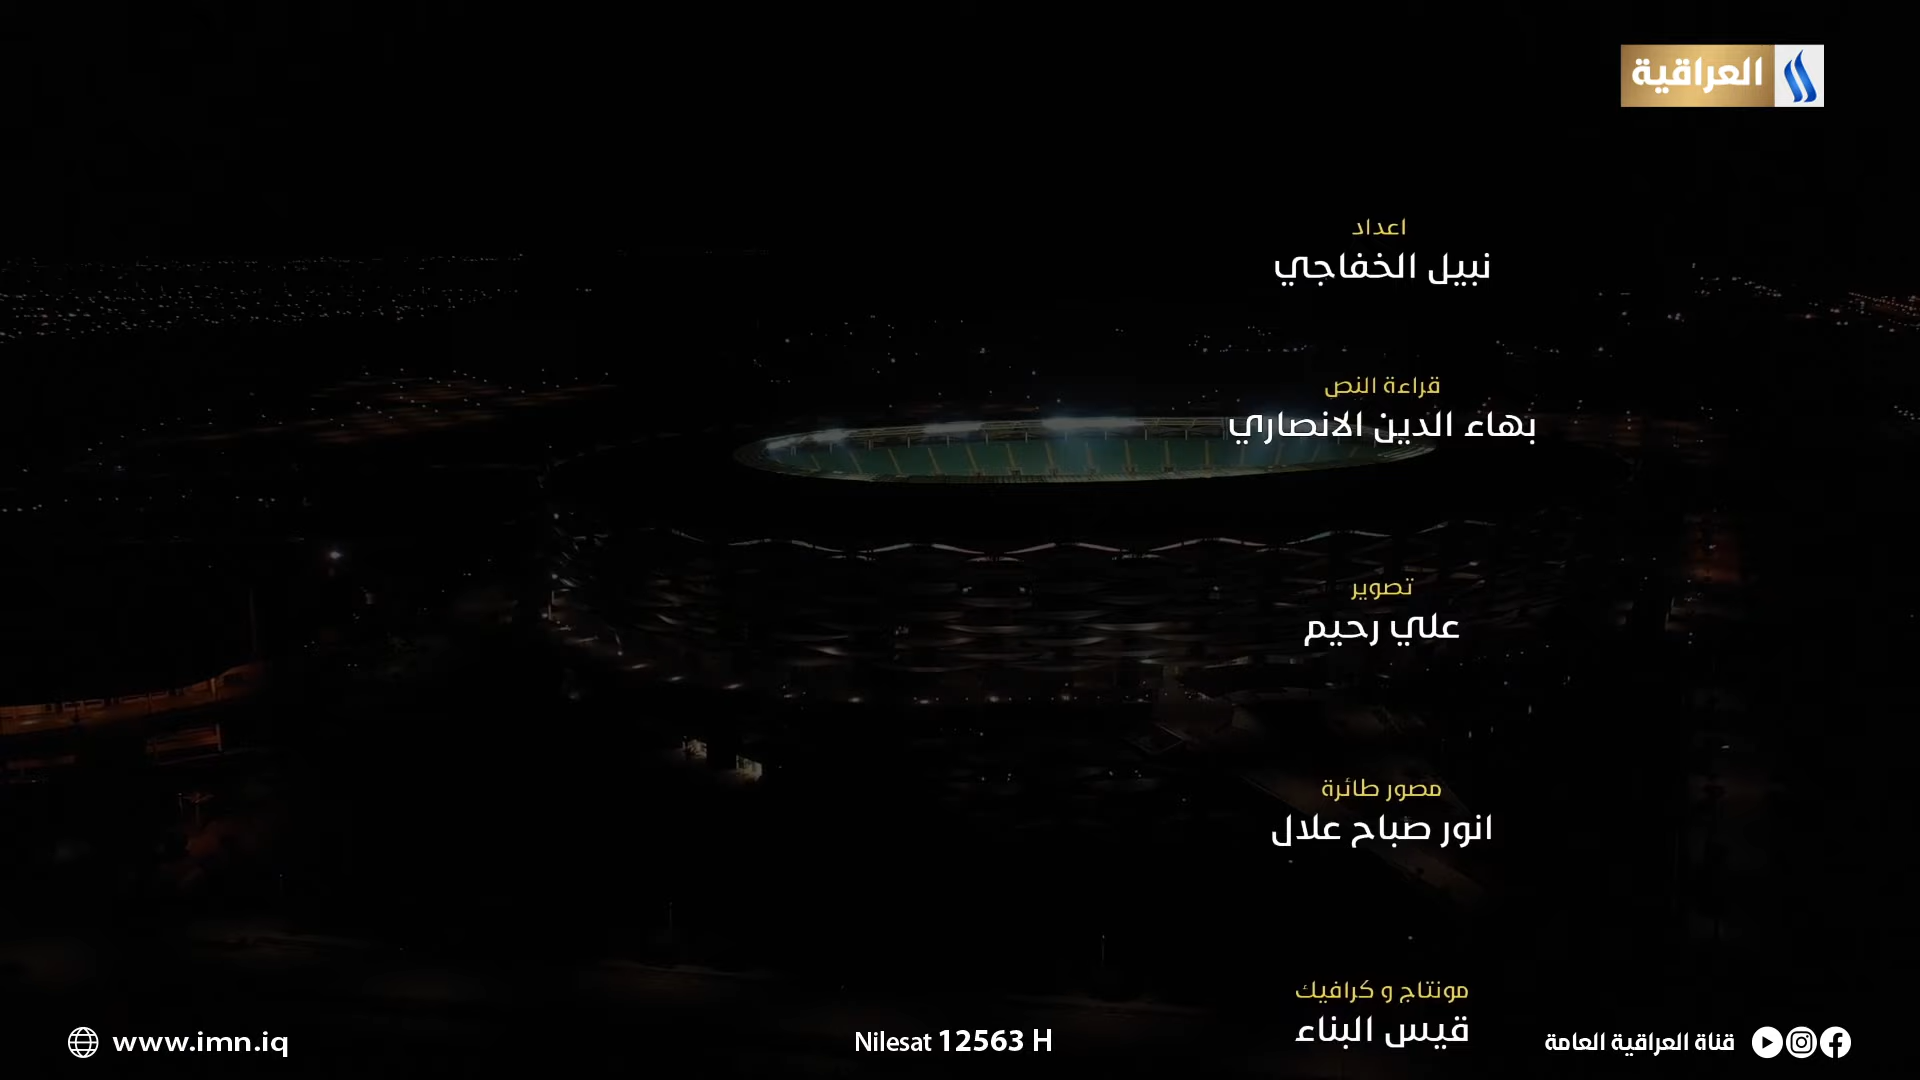 العراقية
اعداد
نبيل الخفاجي
قراءة النص
بهاء الدين الانصاري
تصوير
علي رحيم
مصور طائرة
انور صباح علال
مونتاج و كرافيك
قيس البناء
www.imn.iq
Nilesat 12563 H
قناة العراقية العامة